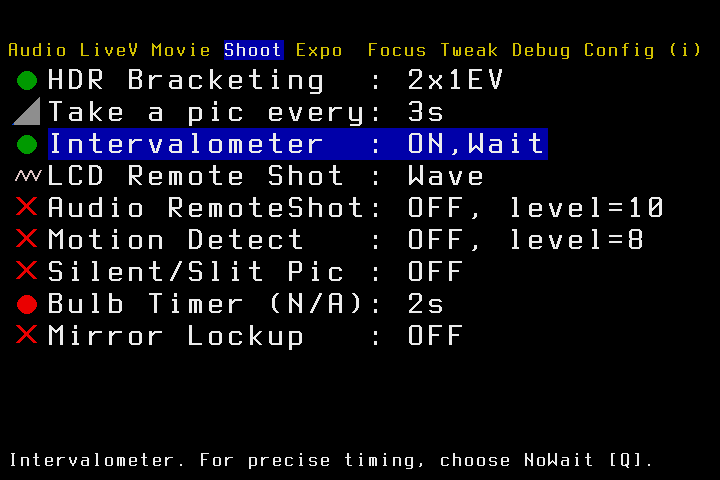 Audio LiveV Movie Shoot Expo Focus Tweak Debug Config (i)
HDR Bracketing : 2x1EV
Take a pic every: 3s
Intervalometer : ON,Wait
LCD Remote Shot : Wave
Audio RemoteShot: OFF, level=10
Motion Detect : OFF, level=8
Silent/Slit Pic : OFF
Bulb Timer (N/A): 2s
Mirror Lockup : OFF
Intervalometer. For precise timing, choose NoWait [Q].